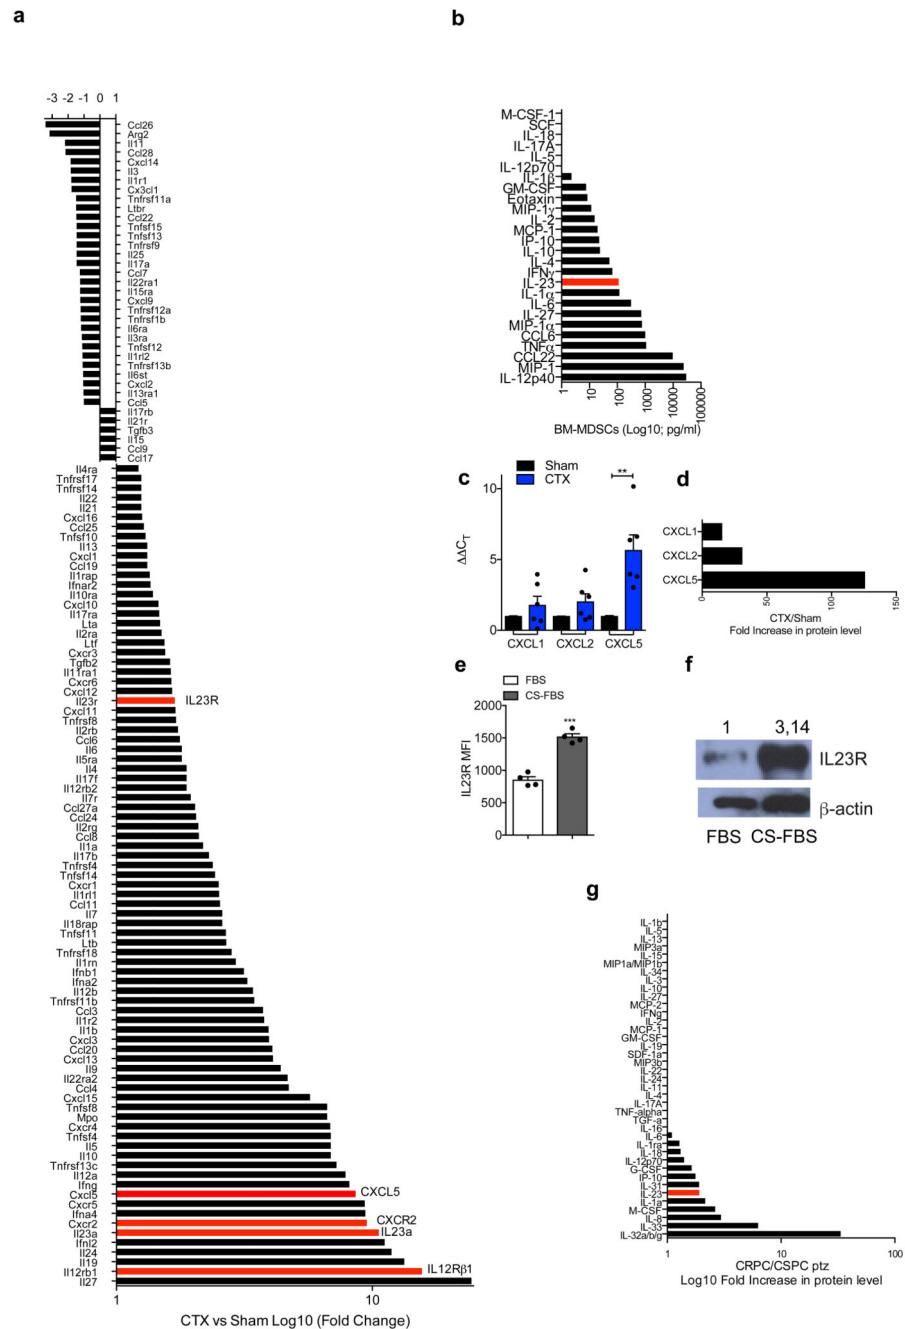 a
-3 -2 -1 0 1
Ccl26
Arg2
Il11
Ccl28
Cxcl14
Il3
Il1r1
Cx3cl1
Tnfrsf11a
Ltbr
Ccl22
Tnfsf15
Tnfsf13
Tnfrsf9
Il25
Il17a
Ccl7
Il22ra1
Il15ra
Cxcl9
Tnfrsf12a
Tnfrsf1b
Il6ra
Il3ra
Tnfsf12
Il1rl2
Tnfrsf13b
Il6st
Cxcl2
Il13ra1
Ccl5
Il17rb
Il21r
Tgfb3
Il15
Ccl9
Ccl17
Il4ra
Tnfrsf17
Tnfrsf14
Il22
Il21
Cxcl16
Ccl25
Tnfsf10
Il13
Cxcl1
Ccl19
Il1rap
Ifnar2
Il10ra
Cxcl10
Il17ra
Lta
Il2ra
Ltf
Cxcr3
Tgfb2
Il11ra1
Cxcr6
Cxcl12
Il23r IL23R
Cxcl11
Tnfrsf8
Il2rb
Ccl6
Il6
Il5ra
Il4
Il17f
Il12rb2
Il7r
Ccl27a
Ccl24
Il2rg
Ccl8
Il1a
Il17b
Tnfrsf4
Tnfsf14
Cxcr1
Il1rl1
Ccl11
Il7
Il18rap
Tnfsf11
Ltb
Tnfrsf18
Il1rn
Ifnb1
Ifna2
Il12b
Tnfrsf11b
Ccl3
Il1r2
Il1b
Cxcl3
Ccl20
Cxcl13
Il9
Il22ra2
Ccl4
Cxcl15
Tnfsf8
Mpo
Cxcr4
Tnfsf4
Il5
Il10
Tnfrsf13c
Il12a
Ifng
Cxcl5 CXCL5
Cxcr5
Ifna4
Cxcr2 CXCR2
Il23a IL23a
Ifnl2
Il24
Il19
Il12rb1 IL12Rβ1
Il27
1 10
CTX vs Sham Log10 (Fold Change)
b
M-CSF-1
SCF
IL-18
IL-17A
IL-5
IL-12p70
IL-1β
GM-CSF
Eotaxin
MIP-1γ
IL-2
MCP-1
IP-10
IL-10
IL-4
IFNγ
IL-23
IL-1α
IL-6
IL-27
MIP-1α
CCL6
TNFα
CCL22
MIP-1
IL-12p40
1 10 100 1000 10000 100000
BM-MDSCs (Log10; pg/ml)
c
Sham
CTX
**
10
5
0
ΔΔCT
CXCL1 CXCL2 CXCL5
d
CXCL1
CXCL2
CXCL5
0 50 100 150
CTX/Sham
Fold Increase in protein level
e
FBS
CS-FBS
***
2000
1500
1000
500
0
IL23R MFI
f
1 3,14
IL23R
β-actin
FBS CS-FBS
g
IL-1b
IL-5
IL-13
MIP3a
IL-15
MIP1a/MIP1b
IL-34
IL-3
IL-10
IL-27
MCP-2
IFNg
IL-2
MCP-1
GM-CSF
IL-19
SDF-1a
MIP3b
IL-22
IL-24
IL-11
IL-4
IL-17A
TNF-alpha
TGF-a
IL-16
IL-6
IL-1ra
IL-18
IL-12p70
G-CSF
IP-10
IL-31
IL-23
IL-1a
M-CSF
IL-8
IL-33
IL-32a/b/g
1 10 100
CRPC/CSPC ptz
Log10 Fold Increase in protein level